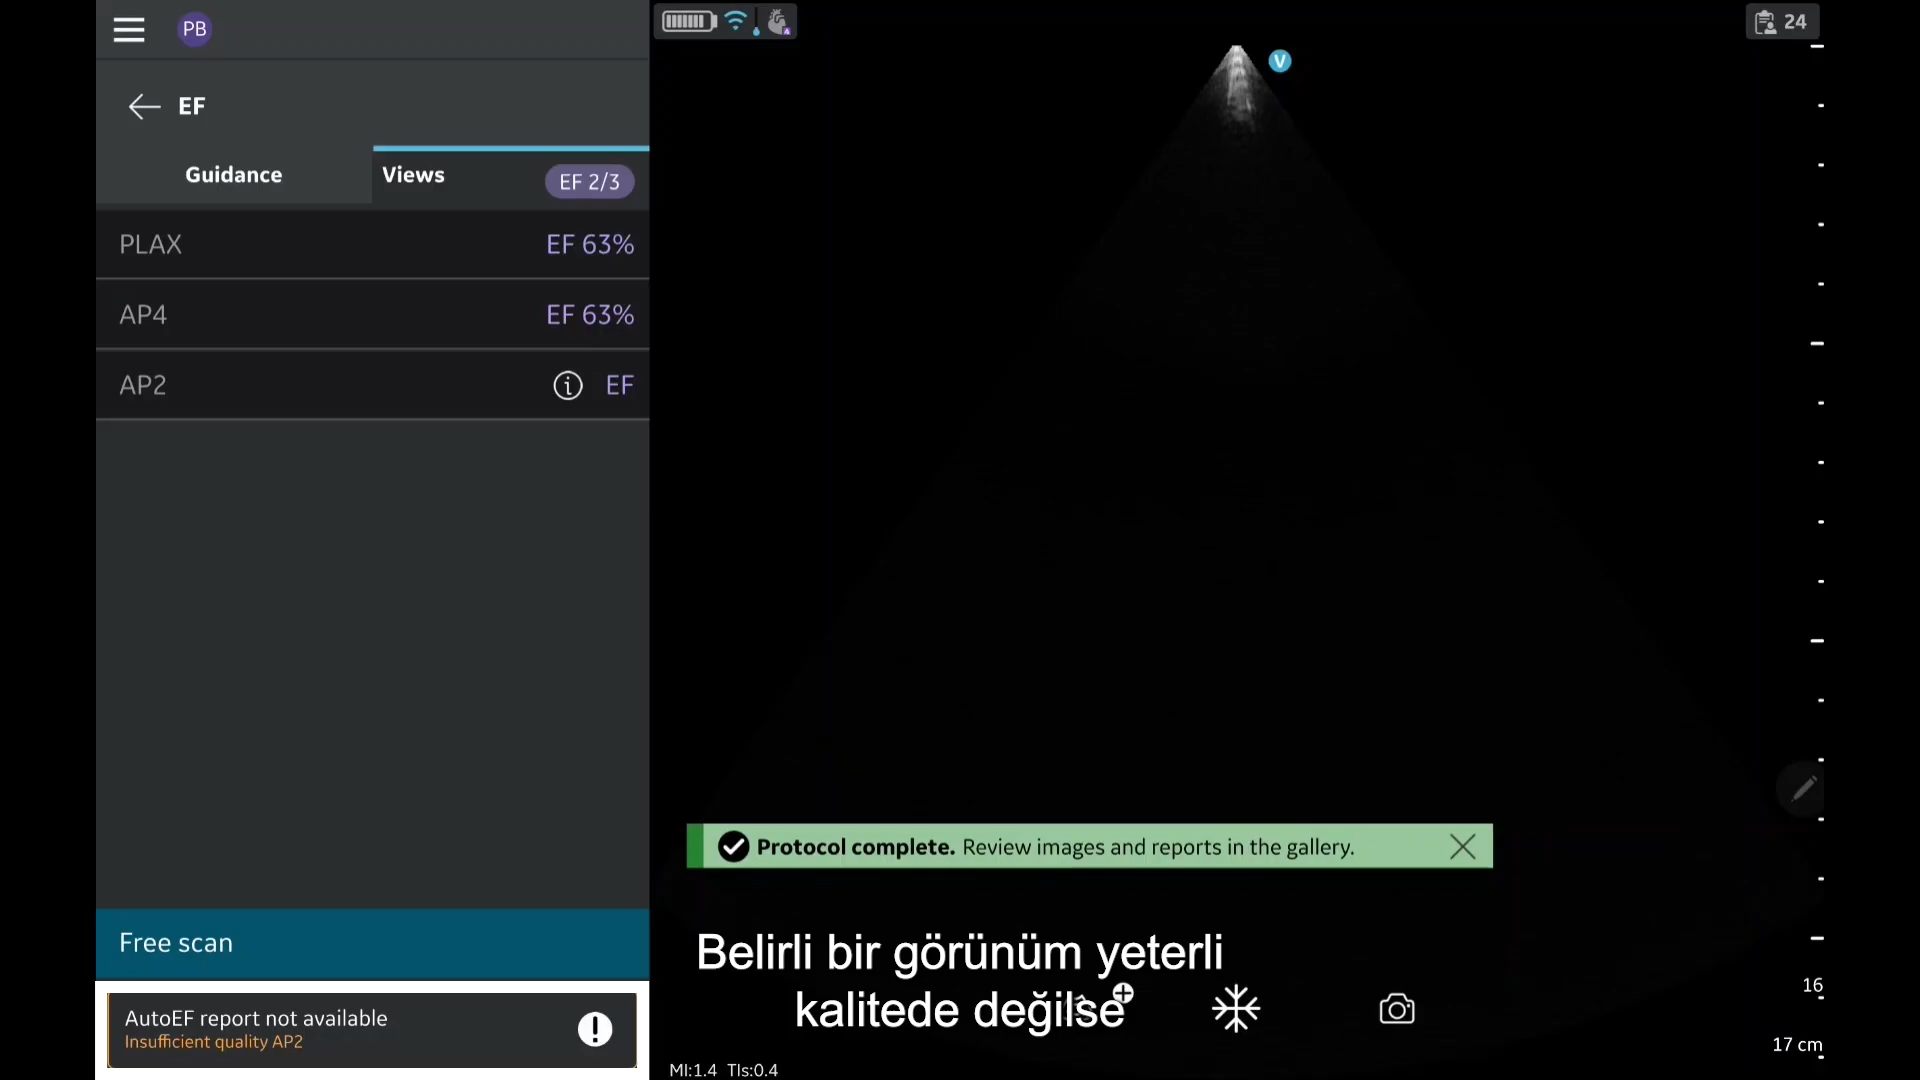 PB
EF
Guidance
Views
EF 2/3
PLAX
EF 63%
AP4
EF 63%
AP2
EF
Free scan
AutoEF report not available
Insufficient quality AP2
V
24
Protocol complete. Review images and reports in the gallery.
Belirli bir görünüm yeterli
kalitede değilse
16
17 cm
MI:1.4 TIs:0.4